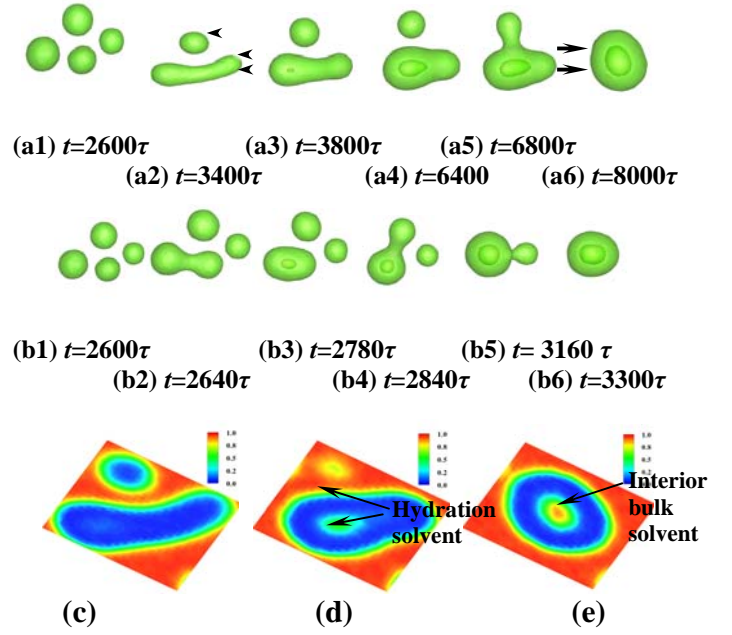 (a1) t=2600τ (a3) t=3800τ (a5) t=6800τ
(a2) t=3400τ (a4) t=6400 (a6) t=8000τ
(b1) t=2600τ (b3) t=2780τ (b5) t= 3160 τ
(b2) t=2640τ (b4) t=2840τ (b6) t=3300τ
1.0
0.8
0.5
0.2
0.0
1.0
0.8
0.5
0.2
0.0
1.0
0.8
0.5
0.2
0.0
Hydration
solvent
Interior
bulk
solvent
(c) (d) (e)